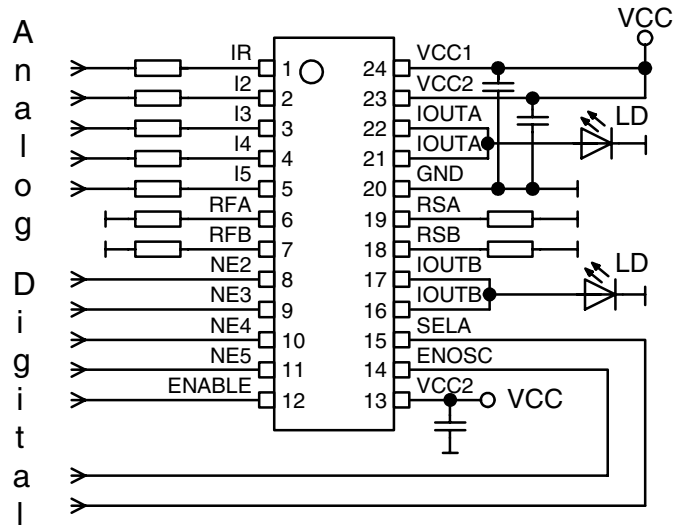 Analog
Digital
VCC
IR 1 24 VCC1
I2 2 23 VCC2
I3 3 22 IOUTA
I4 4 21 IOUTA
LD
I5 5 20 GND
RFA 6 19 RSA
RFB 7 18 RSB
NE2 8 17 IOUTB
LD
NE3 9 16 IOUTB
NE4 10 15 SELA
NE5 11 14 ENOSC
ENABLE 12 13 VCC2
VCC